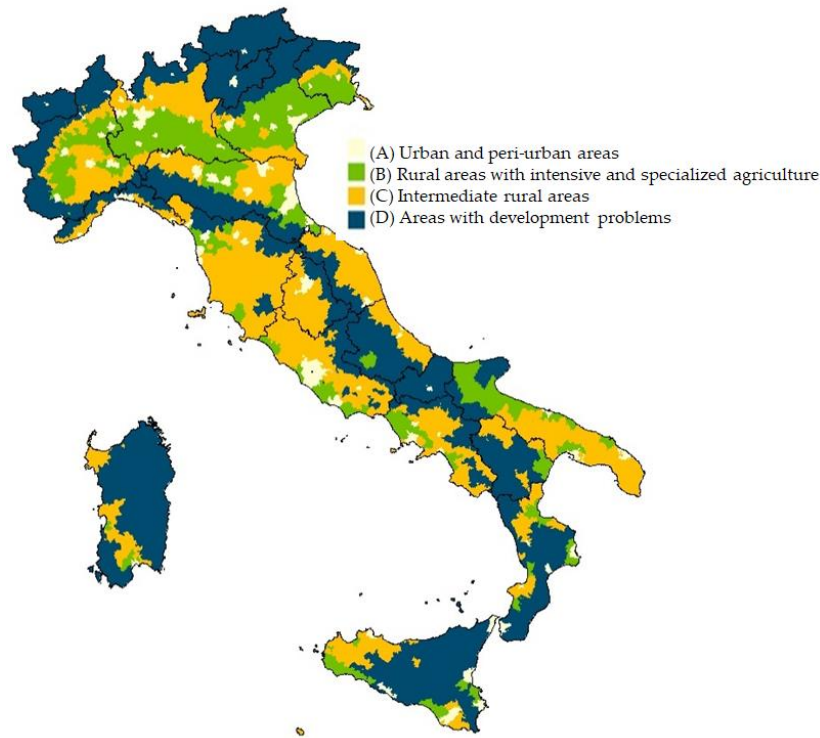 (A) Urban and peri-urban areas
(B) Rural areas with intensive and specialized agriculture
(C) Intermediate rural areas
(D) Areas with development problems